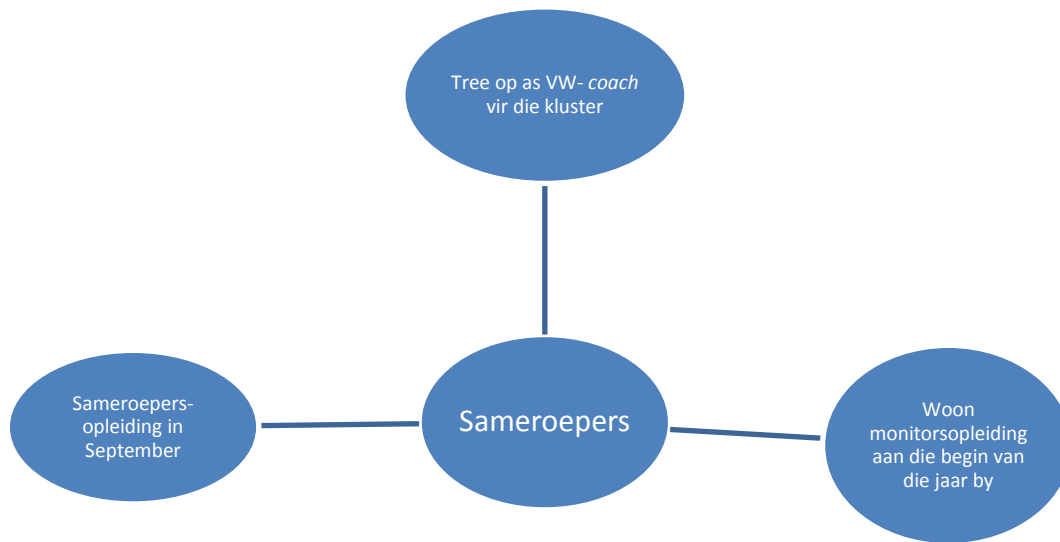 Tree op as VW- coach
vir die kluster
Sameroepers-
opleiding in
September
Sameroepers
Woon
monitorsopleiding
aan die begin van
die jaar by